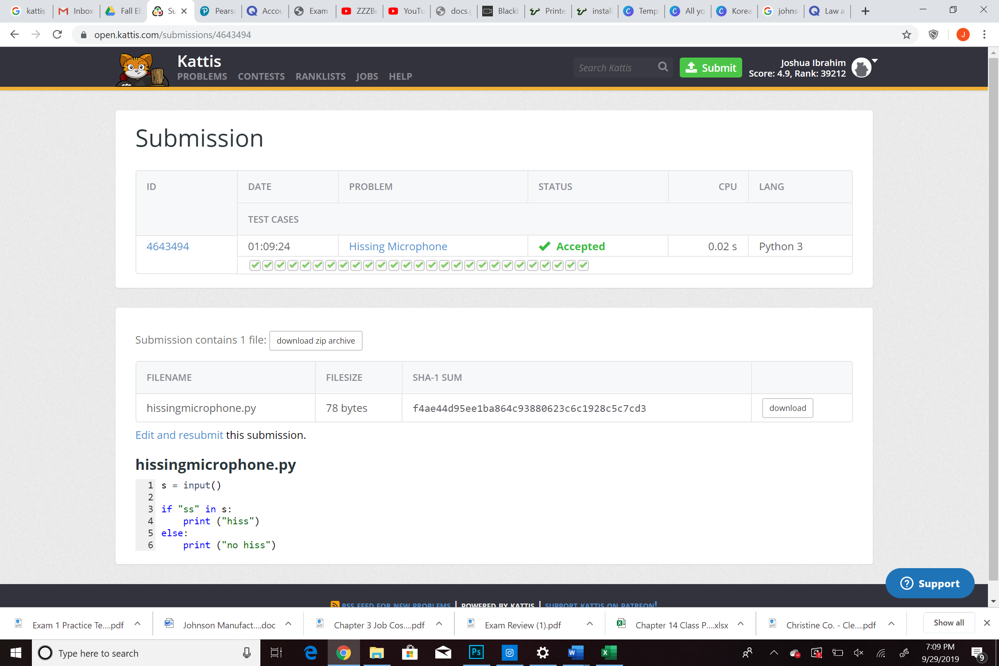 kattis
Inbox
Fall Eb
Su
Pears
Accou
Exam
ZZZBe
YouTu
docs.g
Blackb
Printe
install
Temp
All yo
Korea
johns
Law a
open.kattis.com/submissions/4643494
J
Kattis
PROBLEMS CONTESTS RANKLISTS JOBS HELP
Search Kattis
Submit
Joshua Ibrahim
Score: 4.9, Rank: 39212
Submission
ID DATE PROBLEM STATUS CPU LANG
TEST CASES
4643494 01:09:24 Hissing Microphone Accepted 0.02 s Python 3
Submission contains 1 file: download zip archive
FILENAME FILESIZE SHA-1 SUM
hissingmicrophone.py 78 bytes f4ae44d95ee1ba864c93880623c6c1928c5c7cd3 download
Edit and resubmit this submission.
hissingmicrophone.py
1 s = input()
2
3 if "ss" in s:
4     print ("hiss")
5 else:
6     print ("no hiss")
Support
RSS FEED FOR NEW PROBLEMS | POWERED BY KATTIS | SUPPORT KATTIS ON PATREON!
Exam 1 Practice Te....pdf
Johnson Manufact....doc
Chapter 3 Job Cos....pdf
Exam Review (1).pdf
Chapter 14 Class P....xlsx
Christine Co. - Cle....pdf
Show all
Type here to search
Ps
7:09 PM
9/29/2019
9